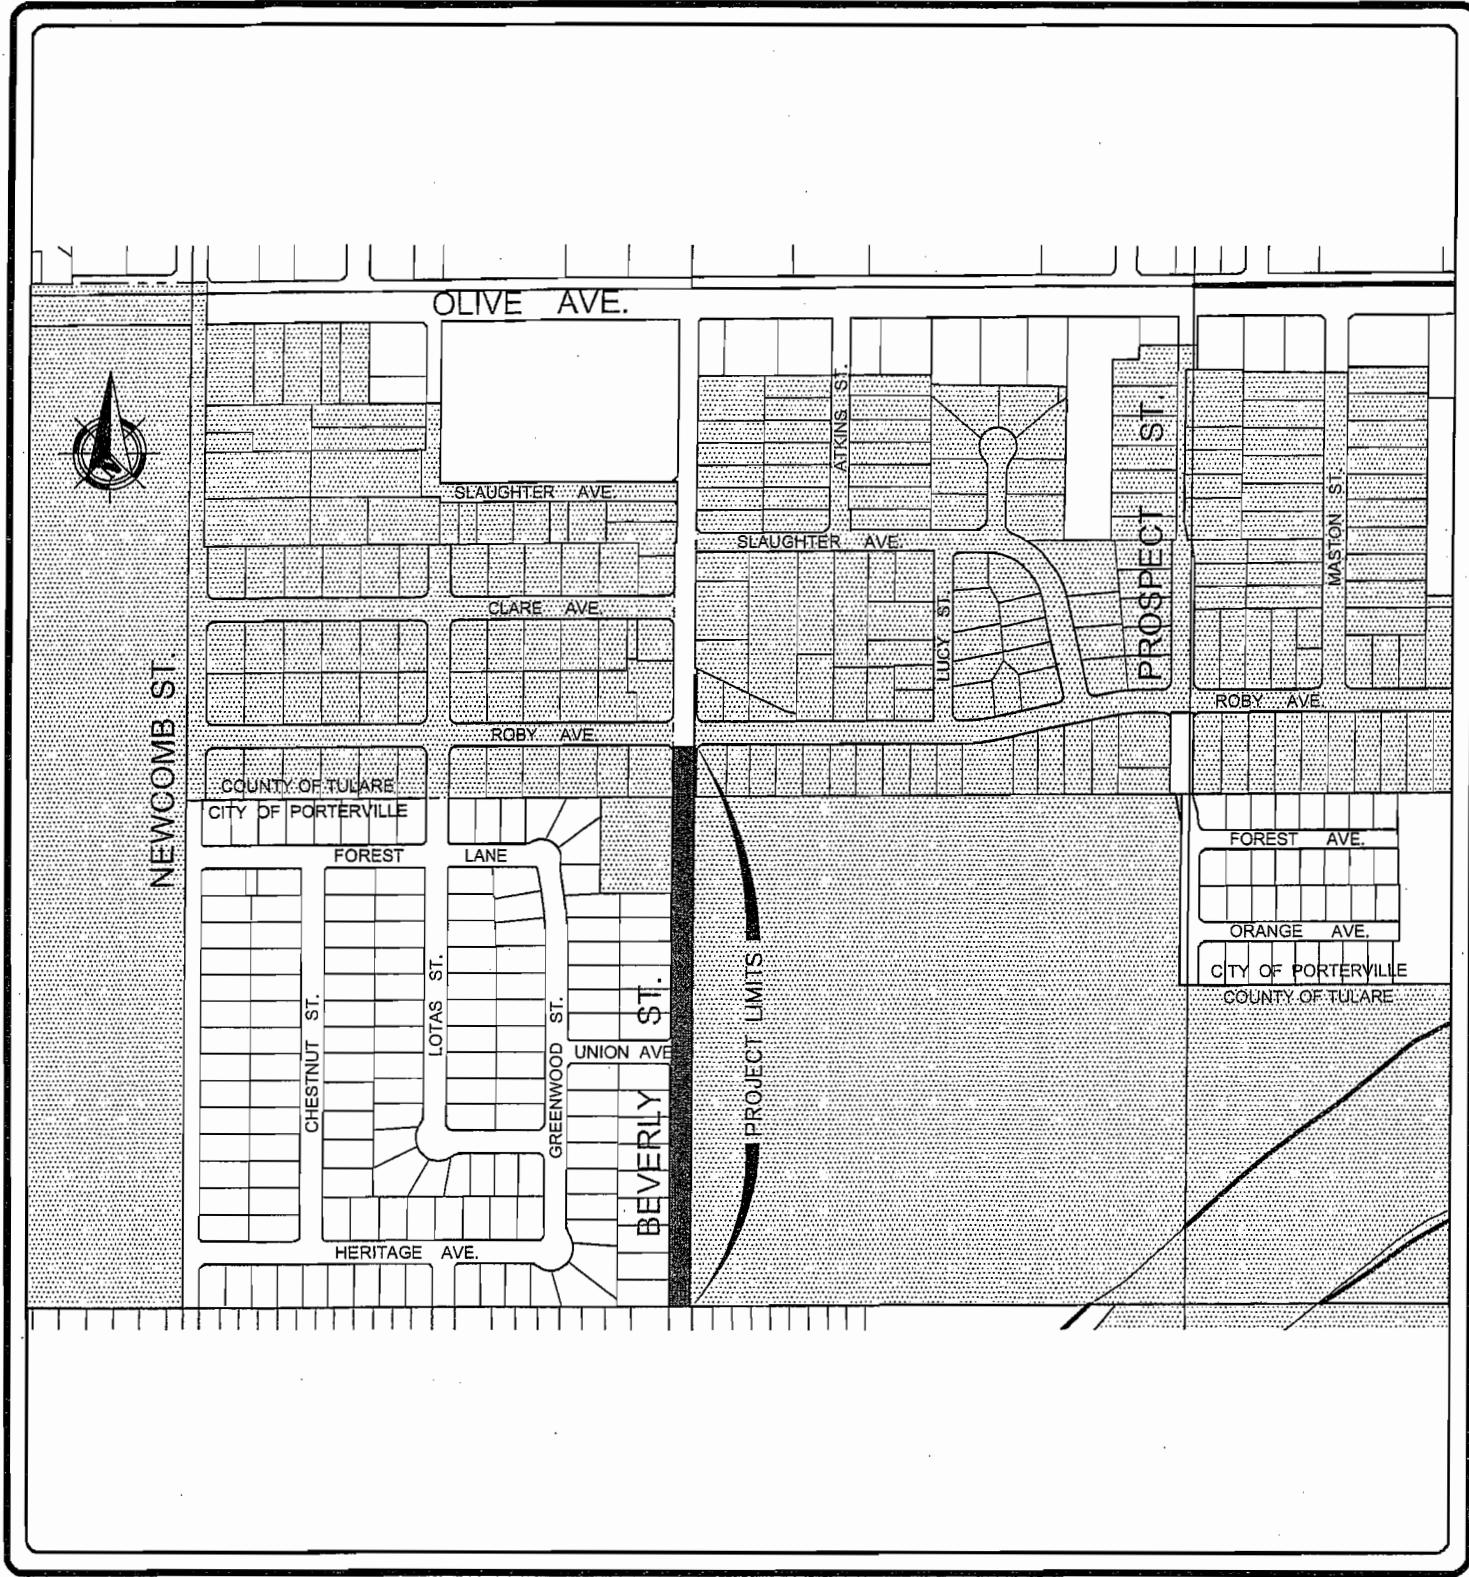 OLIVE AVE.
ATKINS ST.
PROSPECT ST.
MASTON ST.
SLAUGHTER AVE.
SLAUGHTER AVE.
CLARE AVE.
LUCY ST.
NEWCOMB ST.
ROBY AVE.
ROBY AVE.
COUNTY OF TULARE
CITY OF PORTERVILLE
FOREST LANE
FOREST AVE.
ORANGE AVE.
CITY OF PORTERVILLE
COUNTY OF TULARE
CHESTNUT ST.
LOTAS ST.
GREENWOOD ST.
UNION AVE
BEVERLY ST.
PROJECT LIMITS
HERITAGE AVE.